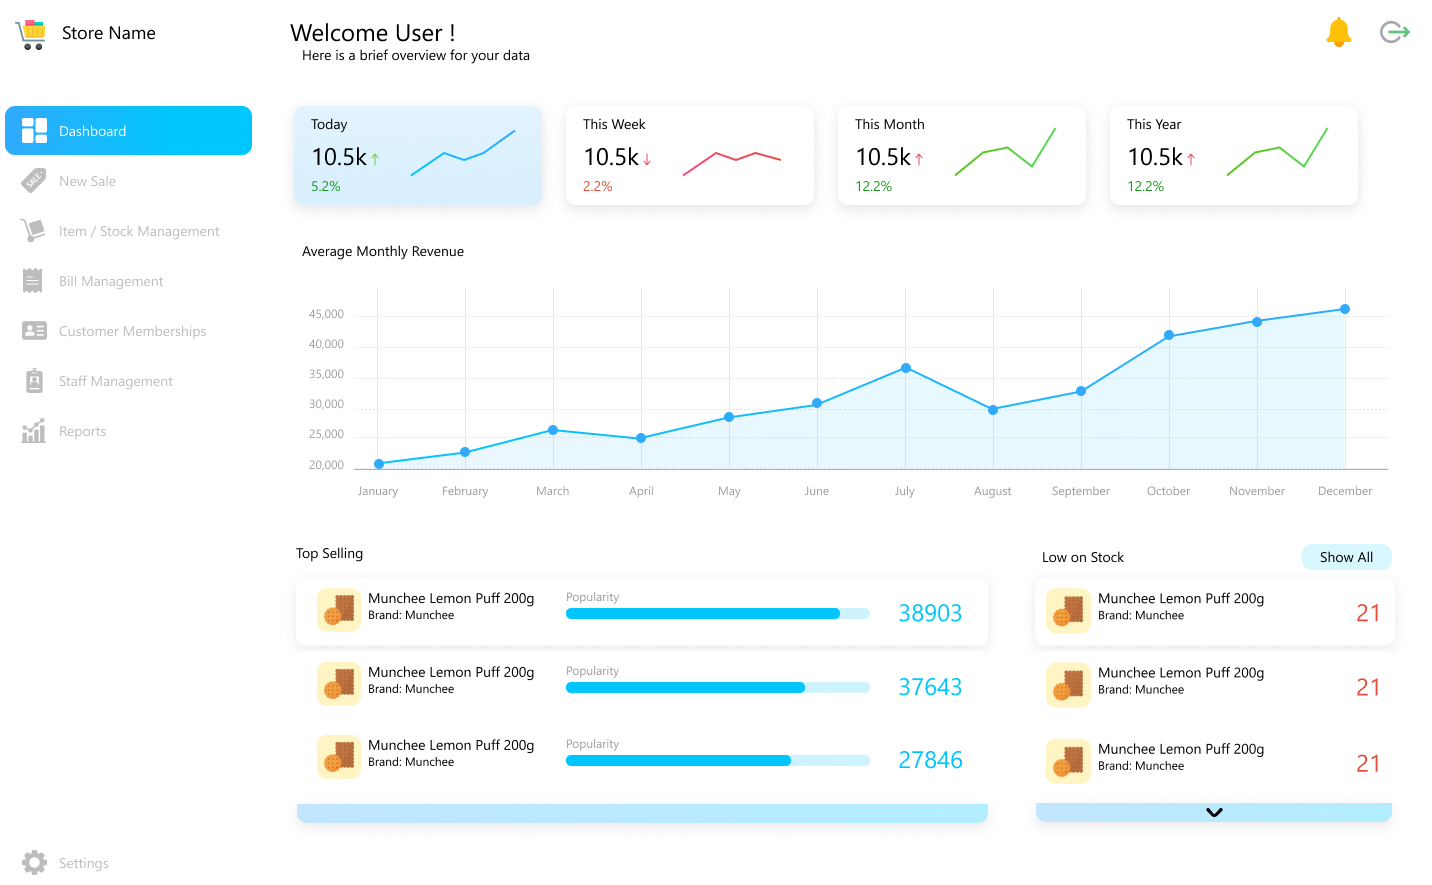 Store Name
Welcome User !
Here is a brief overview for your data
Dashboard
New Sale
Item / Stock Management
Bill Management
Customer Memberships
Staff Management
Reports
Settings
Today
10.5k
5.2%
This Week
10.5k
2.2%
This Month
10.5k
12.2%
This Year
10.5k
12.2%
Average Monthly Revenue
45,000
40,000
35,000
30,000
25,000
20,000
January February March April May June July August September October November December
Top Selling
Munchee Lemon Puff 200g
Brand: Munchee
Popularity
38903
Munchee Lemon Puff 200g
Brand: Munchee
Popularity
37643
Munchee Lemon Puff 200g
Brand: Munchee
Popularity
27846
Low on Stock
Show All
Munchee Lemon Puff 200g
Brand: Munchee
21
Munchee Lemon Puff 200g
Brand: Munchee
21
Munchee Lemon Puff 200g
Brand: Munchee
21
SALE